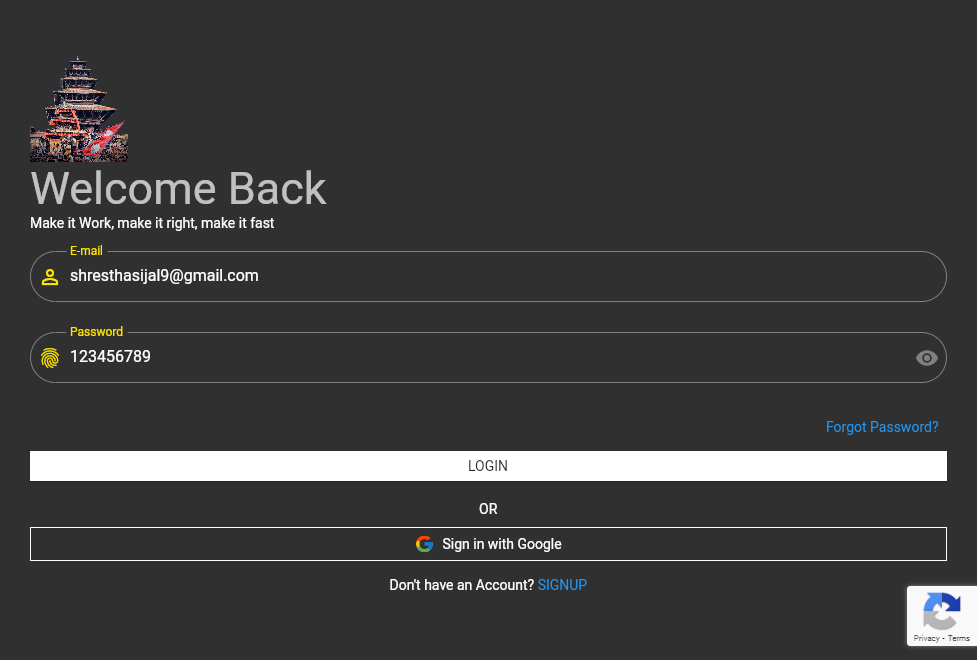 Welcome Back
Make it Work, make it right, make it fast
E-mail
shresthasijal9@gmail.com
Password
123456789
Forgot Password?
LOGIN
OR
Sign in with Google
Don't have an Account? SIGNUP
Privacy - Terms